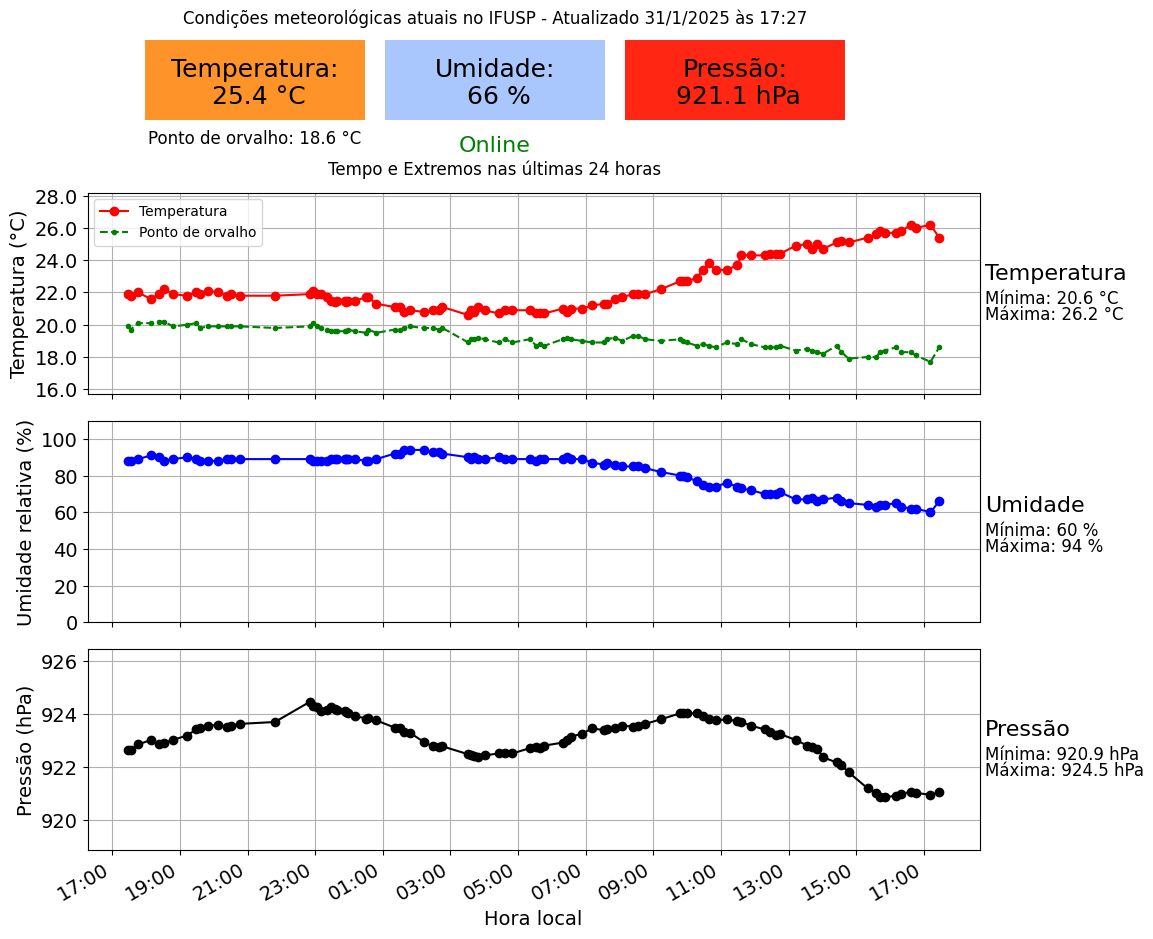 Condições meteorológicas atuais no IFUSP - Atualizado 31/1/2025 às 17:27
Temperatura:
25.4 °C
Umidade:
66 %
Pressão:
921.1 hPa
Ponto de orvalho: 18.6 °C
Online
Tempo e Extremos nas últimas 24 horas
Temperatura (°C)
28.0
26.0
24.0
22.0
20.0
18.0
16.0
Temperatura
Ponto de orvalho
Temperatura
Mínima: 20.6 °C
Máxima: 26.2 °C
Umidade relativa (%)
100
80
60
40
20
0
Umidade
Mínima: 60 %
Máxima: 94 %
Pressão (hPa)
926
924
922
920
Pressão
Mínima: 920.9 hPa
Máxima: 924.5 hPa
17:00 19:00 21:00 23:00 01:00 03:00 05:00 07:00 09:00 11:00 13:00 15:00 17:00
Hora local